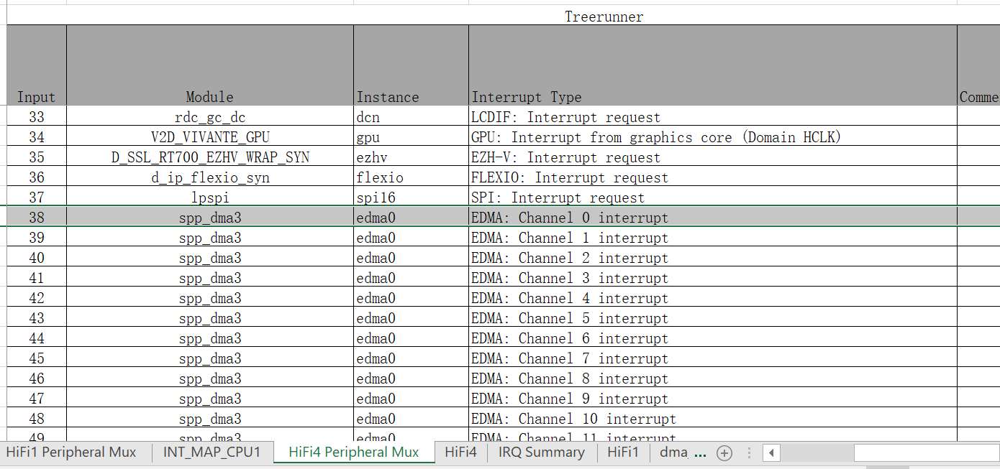 Treerunner
Input Module Instance Interrupt Type Comme
33 rdc_gc_dc dcn LCDIF: Interrupt request
34 V2D_VIVANTE_GPU gpu GPU: Interrupt from graphics core (Domain HCLK)
35 D_SSL_RT700_EZHV_WRAP_SYN ezhv EZH-V: Interrupt request
36 d_ip_flexio_syn flexio FLEXIO: Interrupt request
37 lpspi spi16 SPI: Interrupt request
38 spp_dma3 edma0 EDMA: Channel 0 interrupt
39 spp_dma3 edma0 EDMA: Channel 1 interrupt
40 spp_dma3 edma0 EDMA: Channel 2 interrupt
41 spp_dma3 edma0 EDMA: Channel 3 interrupt
42 spp_dma3 edma0 EDMA: Channel 4 interrupt
43 spp_dma3 edma0 EDMA: Channel 5 interrupt
44 spp_dma3 edma0 EDMA: Channel 6 interrupt
45 spp_dma3 edma0 EDMA: Channel 7 interrupt
46 spp_dma3 edma0 EDMA: Channel 8 interrupt
47 spp_dma3 edma0 EDMA: Channel 9 interrupt
48 spp_dma3 edma0 EDMA: Channel 10 interrupt
49 spp_dma3 edma0 EDMA: Channel 11 interrupt
HiFi1 Peripheral Mux INT_MAP_CPU1 HiFi4 Peripheral Mux HiFi4 IRQ Summary HiFi1 dma ...